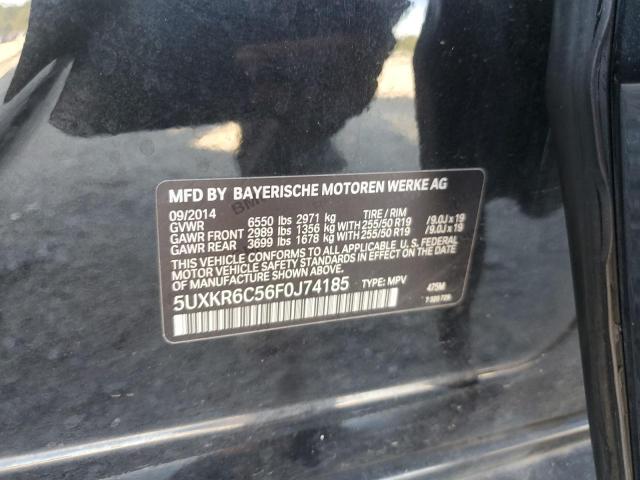 MFD BY BAYERISCHE MOTOREN WERKE AG
09/2014 TIRE / RIM
GVWR 6550 lbs 2971 kg
GAWR FRONT 2989 lbs 1356 kg WITH 255/50 R19 /9.0J x 19
GAWR REAR 3699 lbs 1678 kg WITH 255/50 R19 /9.0J x 19
THIS VEHICLE CONFORMS TO ALL APPLICABLE U.S. FEDERAL
MOTOR VEHICLE SAFETY STANDARDS IN EFFECT ON THE DATE
OF MANUFACTURE SHOWN ABOVE.
5UXKR6C56F0J74185 TYPE: MPV 475M